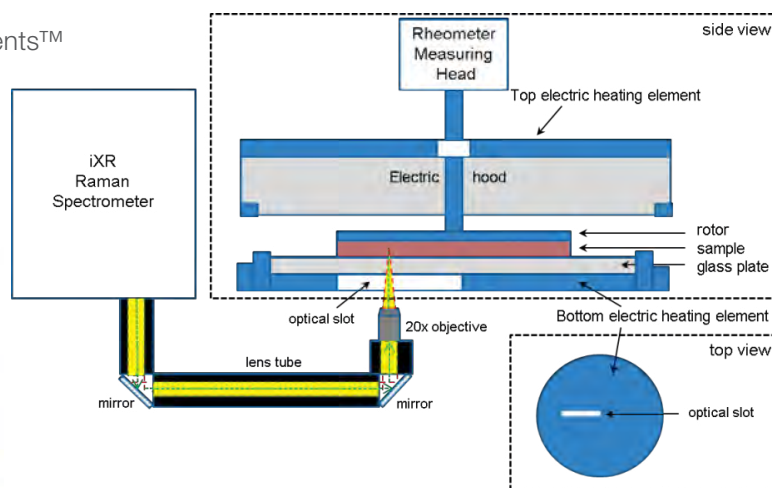 ents™
side view
Rheometer
Measuring
Head
Top electric heating element
iXR
Raman
Spectrometer
Electric hood
rotor
sample
glass plate
optical slot
20x objective
Bottom electric heating element
lens tube
top view
mirror
mirror
optical slot